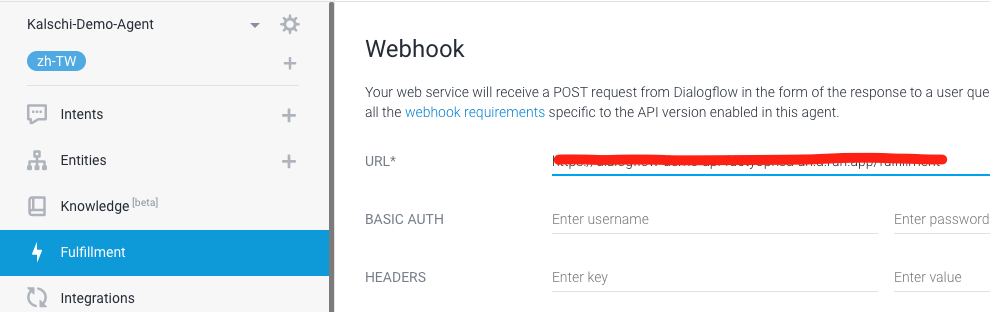 Kalschi-Demo-Agent
zh-TW
Intents
Entities
Knowledge [beta]
Fulfillment
Integrations
Webhook
Your web service will receive a POST request from Dialogflow in the form of the response to a user que
all the webhook requirements specific to the API version enabled in this agent.
URL*
BASIC AUTH Enter username Enter password
HEADERS Enter key Enter value